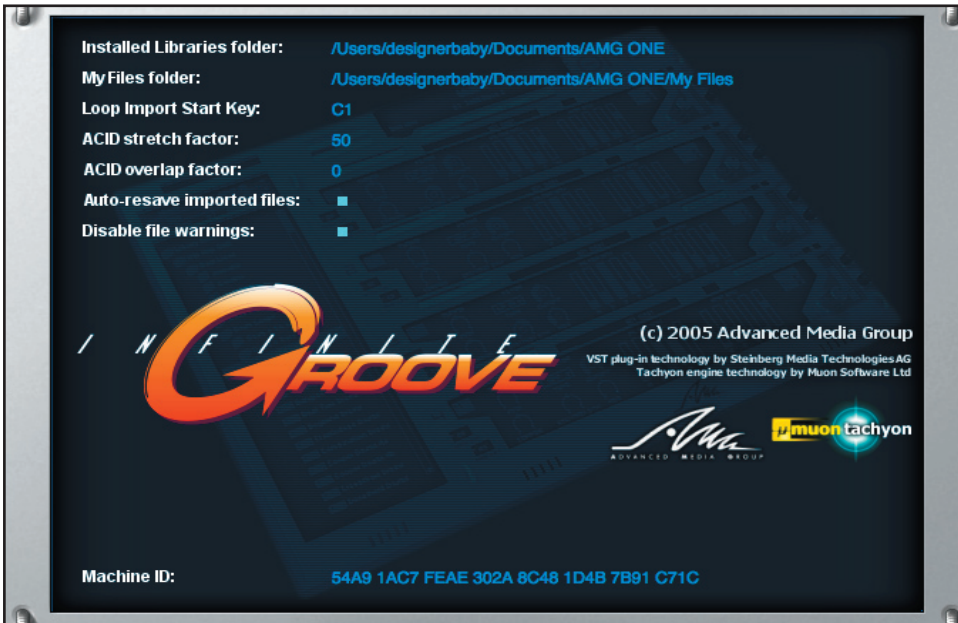 Installed Libraries folder: /Users/designerbaby/Documents/AMG ONE
My Files folder: /Users/designerbaby/Documents/AMG ONE/My Files
Loop Import Start Key: C1
ACID stretch factor: 50
ACID overlap factor: 0
Auto-resave imported files:
Disable file warnings:
INFINITE
GROOVE
(c) 2005 Advanced Media Group
VST plug-in technology by Steinberg Media Technologies AG
Tachyon engine technology by Muon Software Ltd
Amg
ADVANCED MEDIA GROUP
µ muon tachyon
Machine ID: 54A9 1AC7 FEAE 302A 8C48 1D4B 7B91 C71C